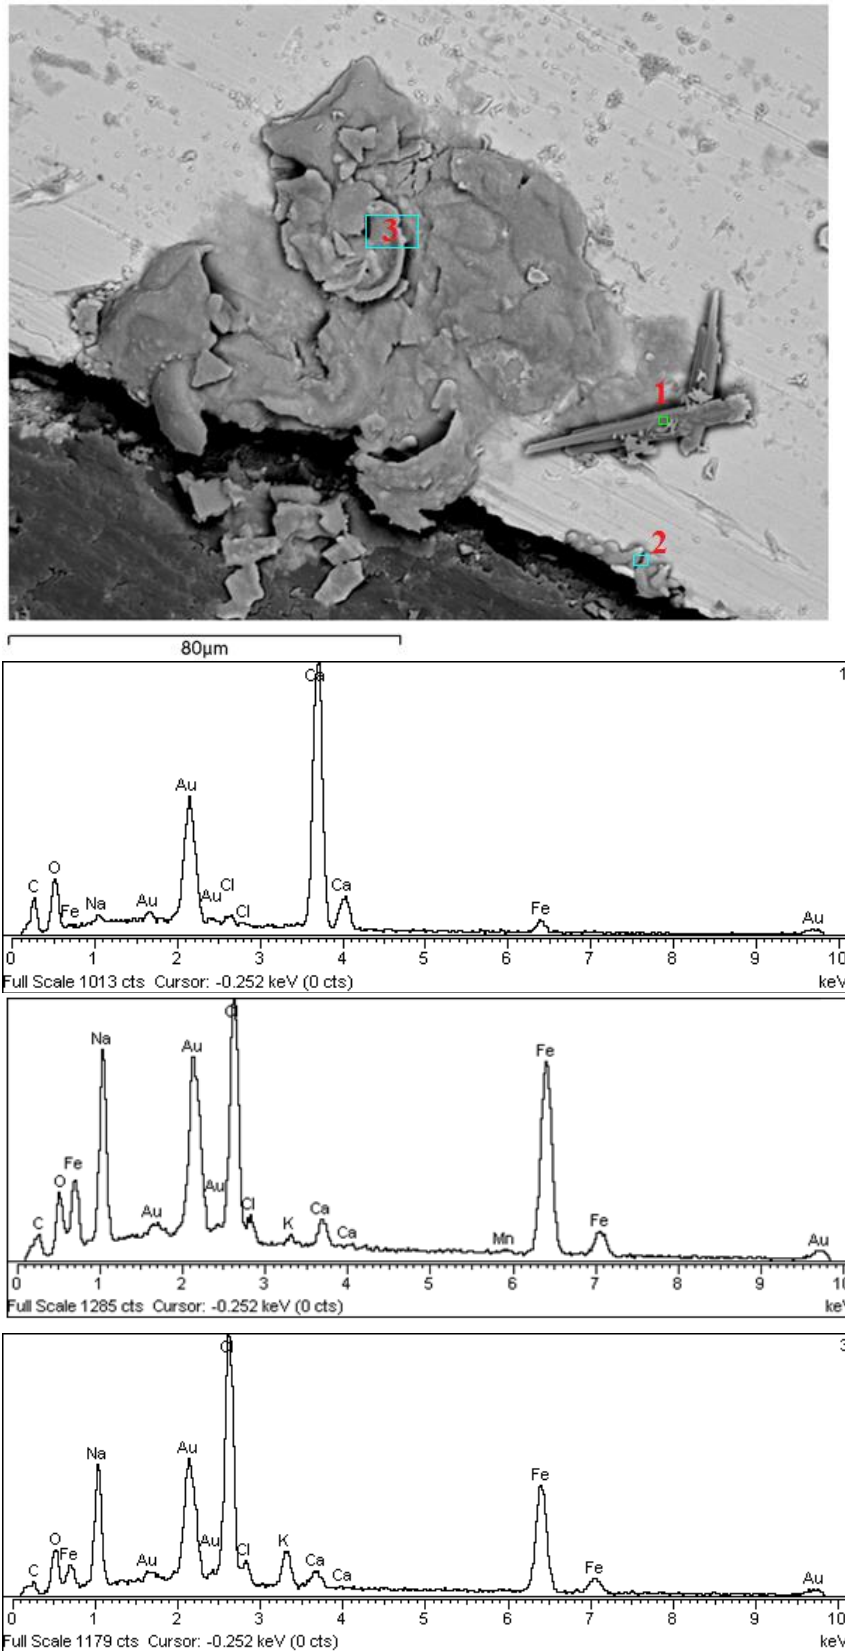 3
1
2
80µm
1
Ca
Au
O
C
Fe
Na
Au
Au
Cl
Cl
Ca
Fe
Au
0 1 2 3 4 5 6 7 8 9 10
Full Scale 1013 cts Cursor: -0.252 keV (0 cts)
keV
Cl
Na
Au
Fe
Fe
O
C
Au
Au
Cl
K
Ca
Ca
Mn
Fe
Au
0 1 2 3 4 5 6 7 8 9 10
Full Scale 1285 cts Cursor: -0.252 keV (0 cts)
keV
3
Cl
Na
Au
Fe
O
Fe
C
Au
Au
Cl
K
Ca
Ca
Fe
Au
0 1 2 3 4 5 6 7 8 9 10
Full Scale 1179 cts Cursor: -0.252 keV (0 cts)
keV